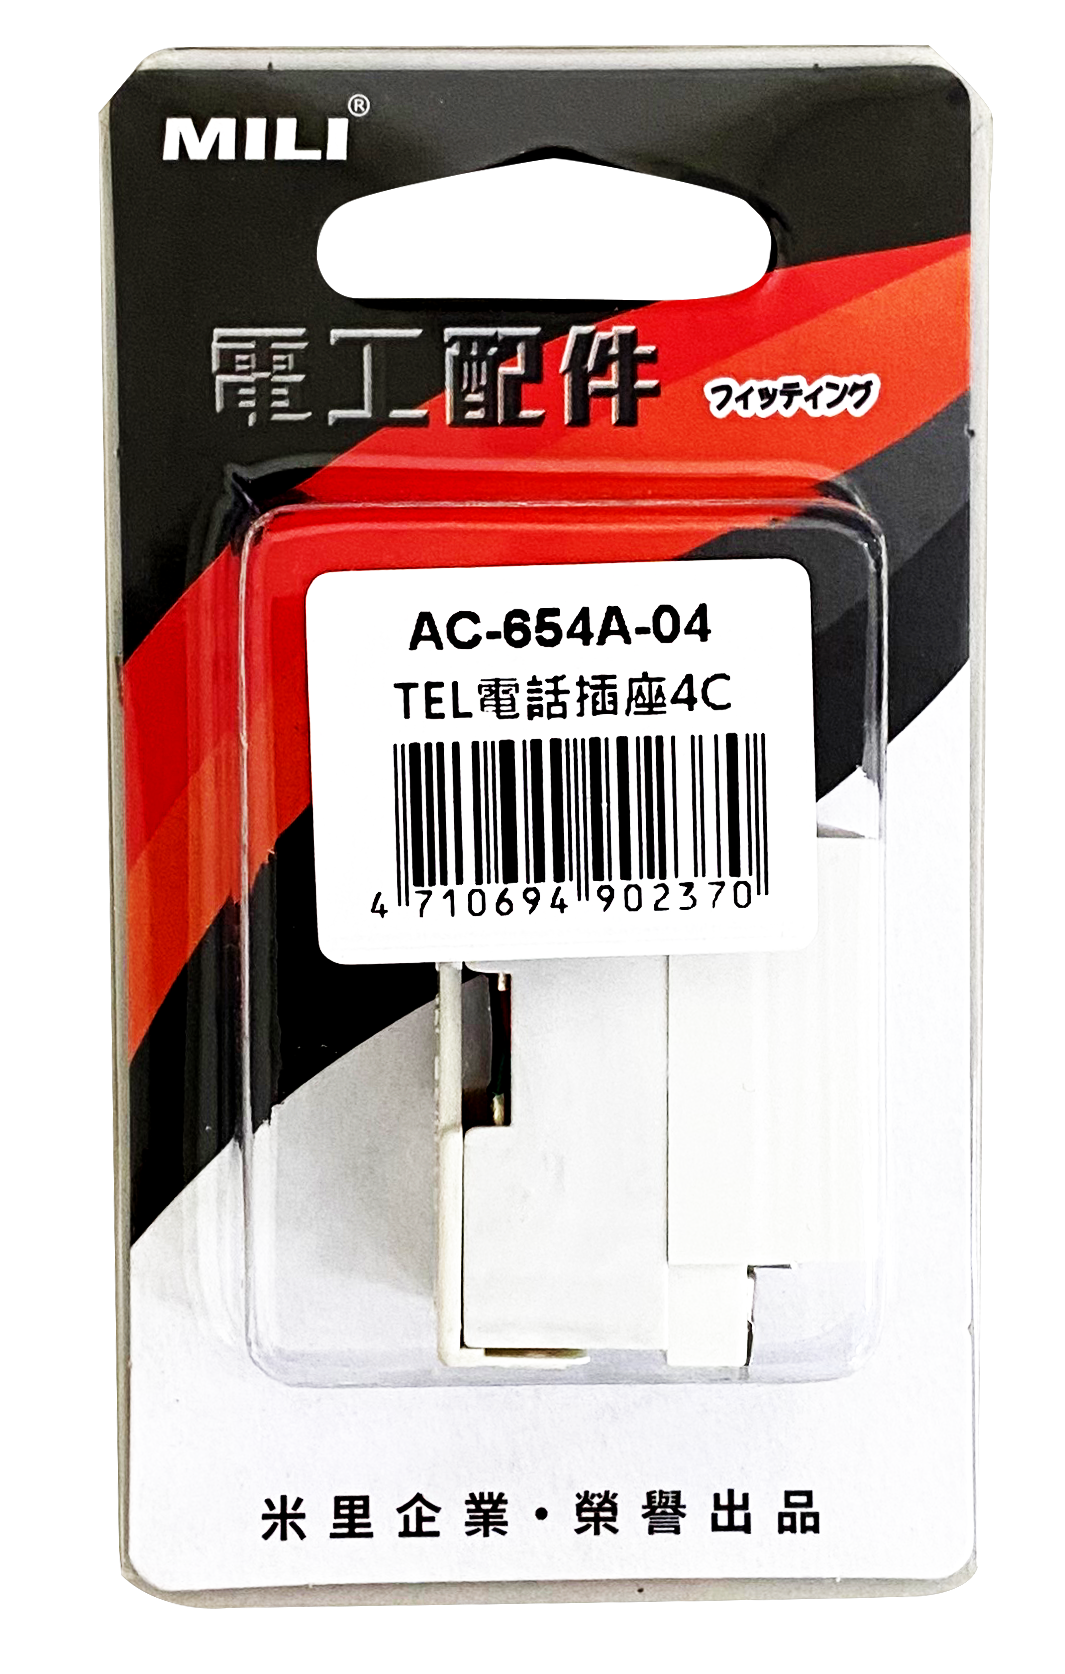 MILI®
電工配件 フィッティング
AC-654A-04
TEL電話插座4C
4 710694 902370
米里企業・榮譽出品